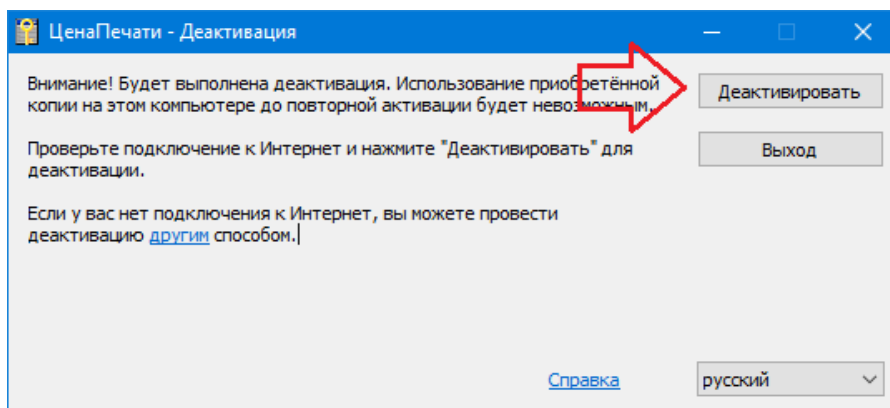 ЦенаПечати - Деактивация
Внимание! Будет выполнена деактивация. Использование приобретённой
копии на этом компьютере до повторной активации будет невозможным.
Деактивировать
Проверьте подключение к Интернет и нажмите "Деактивировать" для
деактивации.
Выход
Если у вас нет подключения к Интернет, вы можете провести
деактивацию другим способом.
Справка
русский